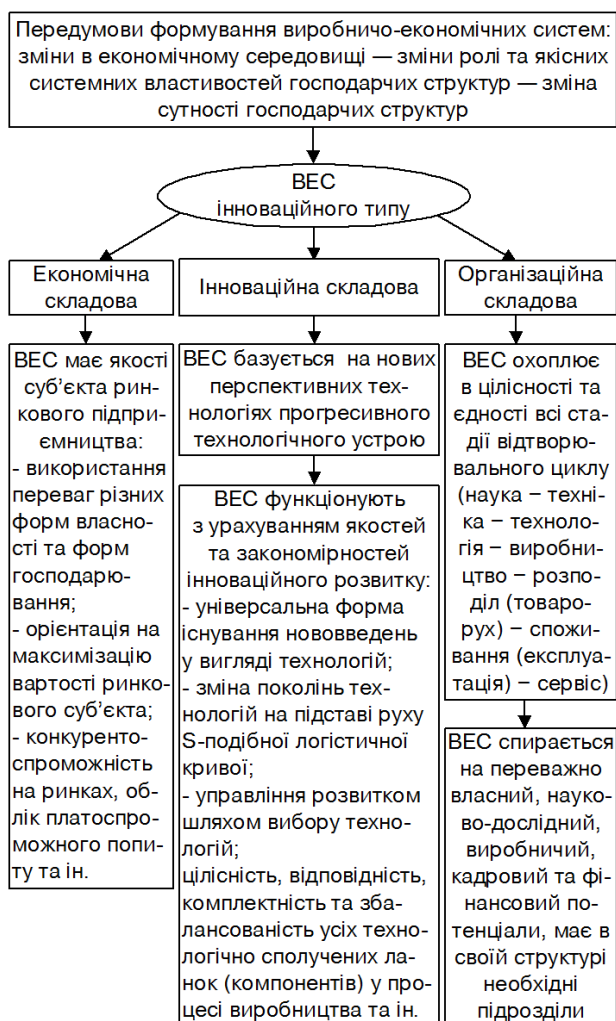 Передумови формування виробничо-економічних систем:
зміни в економічному середовищі — зміни ролі та якісних
системних властивостей господарчих структур — зміна
сутності господарчих структур
ВЕС
інноваційного типу
Економічна
складова
ВЕС має якості
суб’єкта рин-
кового підпри-
ємництва:
- використання
переваг різних
форм власно-
сті та форм
господарю-
вання;
- орієнтація на
максимізацію
вартості ринко-
вого суб’єкта;
- конкуренто-
спроможність
на ринках, об-
лік платоспро-
можного попи-
ту та ін.
Інноваційна складова
ВЕС базується на нових
перспективних тех-
нологіях прогресивного
технологічного устрою
ВЕС функціонують
з урахуванням якостей
та закономірностей
інноваційного розвитку:
- універсальна форма
існування нововведень
у вигляді технологій;
- зміна поколінь тех-
нологій на підставі руху
S-подібної логістичної
кривої;
- управління розвитком
шляхом вибору техно-
логій;
цілісність, відповідність,
комплектність та зба-
лансованість усіх техно-
логічно сполучених ла-
нок (компонентів) у про-
цесі виробництва та ін.
Організаційна
складова
ВЕС охоплює
в цілісності та
єдності всі ста-
дії відтворю-
вального циклу
(наука – техні-
ка – техноло-
гія – виробни-
цтво – розпо-
діл (товаро-
рух) – спожи-
вання (експлу-
атація) – сервіс)
ВЕС спирається
на переважно
власний, науко-
во-дослідний,
виробничий,
кадровий та фі-
нансовий по-
тенціали, має в
своїй структурі
необхідні
підрозділи